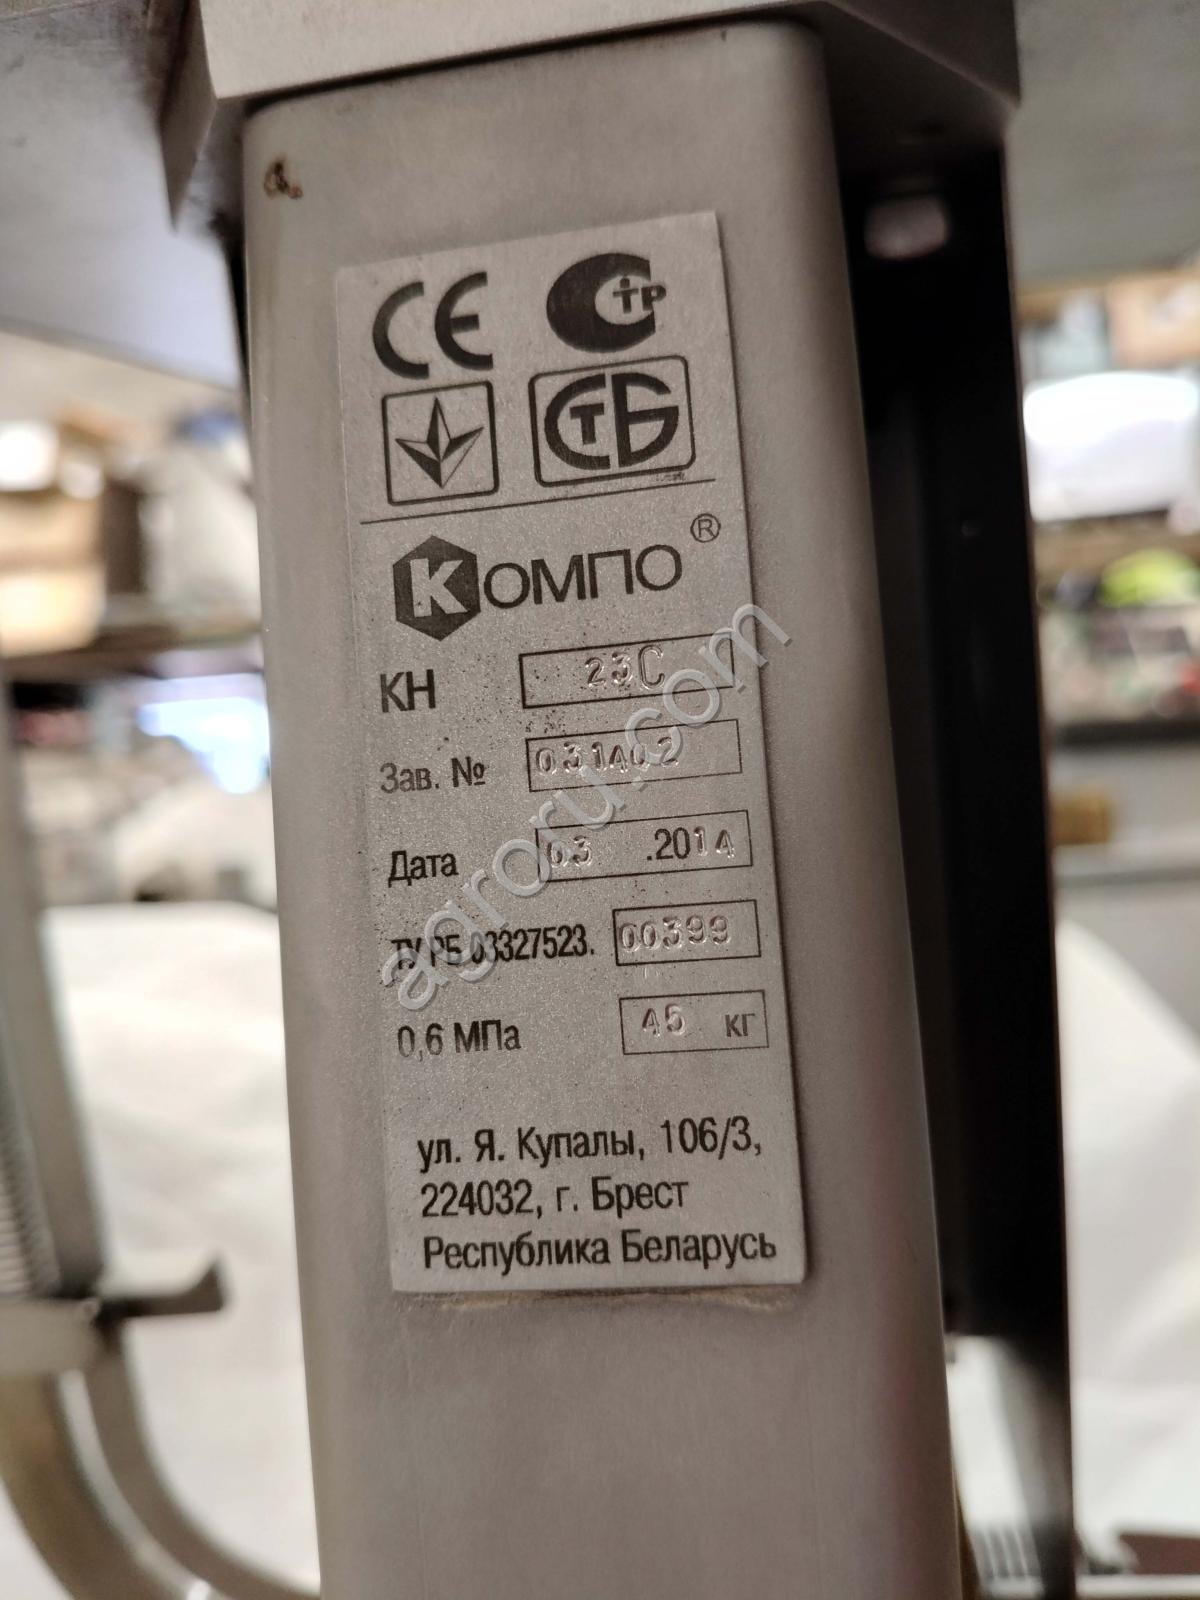 CE Стр
СТБ
Компо ®
КН 23С
Зав. № 031402
Дата 03 .2014
ТУ РБ 03327523. 00399
0,6 МПа 45 кг
ул. Я. Купалы, 106/3,
224032, г. Брест
Республика Беларусь
agroru.com